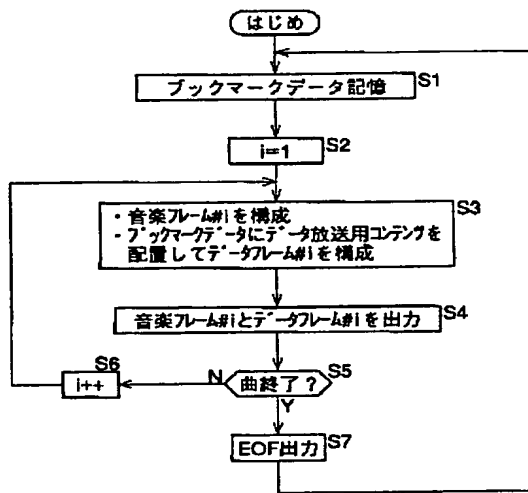 はじめ
ブックマークデータ記憶
S1
i=1
S2
・音楽フレーム#iを構成
・ブックマークデータにデータ放送用コンテンツを
配置してデータフレーム#iを構成
S3
音楽フレーム#iとデータフレーム#iを出力
S4
S6
i++
N
曲終了？
S5
Y
EOF出力
S7